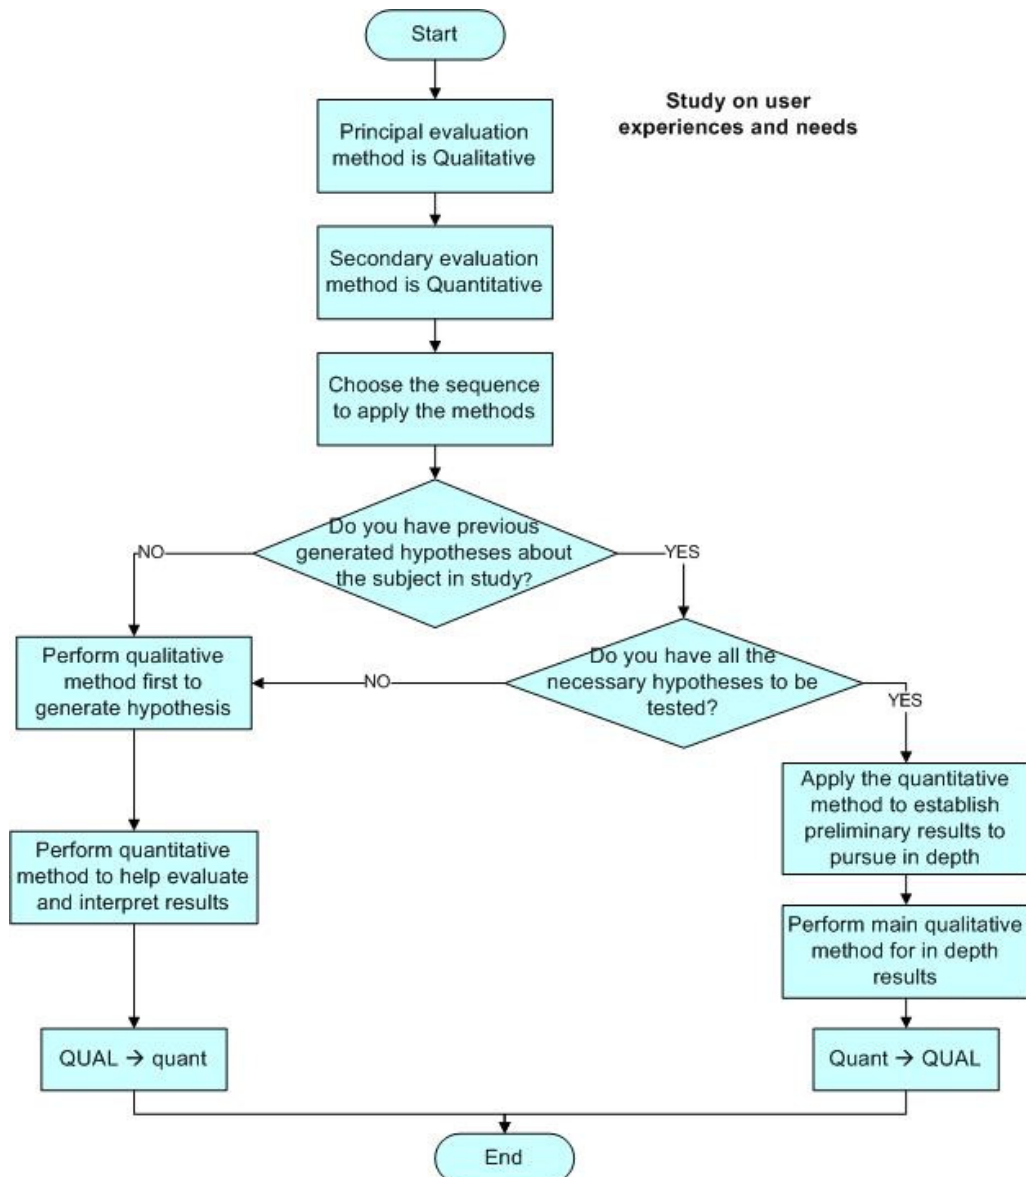 Start
Study on user
experiences and needs
Principal evaluation
method is Qualitative
Secondary evaluation
method is Quantitative
Choose the sequence
to apply the methods
Do you have previous
generated hypotheses about
the subject in study?
NO
YES
Perform qualitative
method first to
generate hypothesis
Do you have all the
necessary hypotheses to be
tested?
NO
YES
Apply the quantitative
method to establish
preliminary results to
pursue in depth
Perform quantitative
method to help evaluate
and interpret results
Perform main qualitative
method for in depth
results
QUAL → quant
Quant → QUAL
End